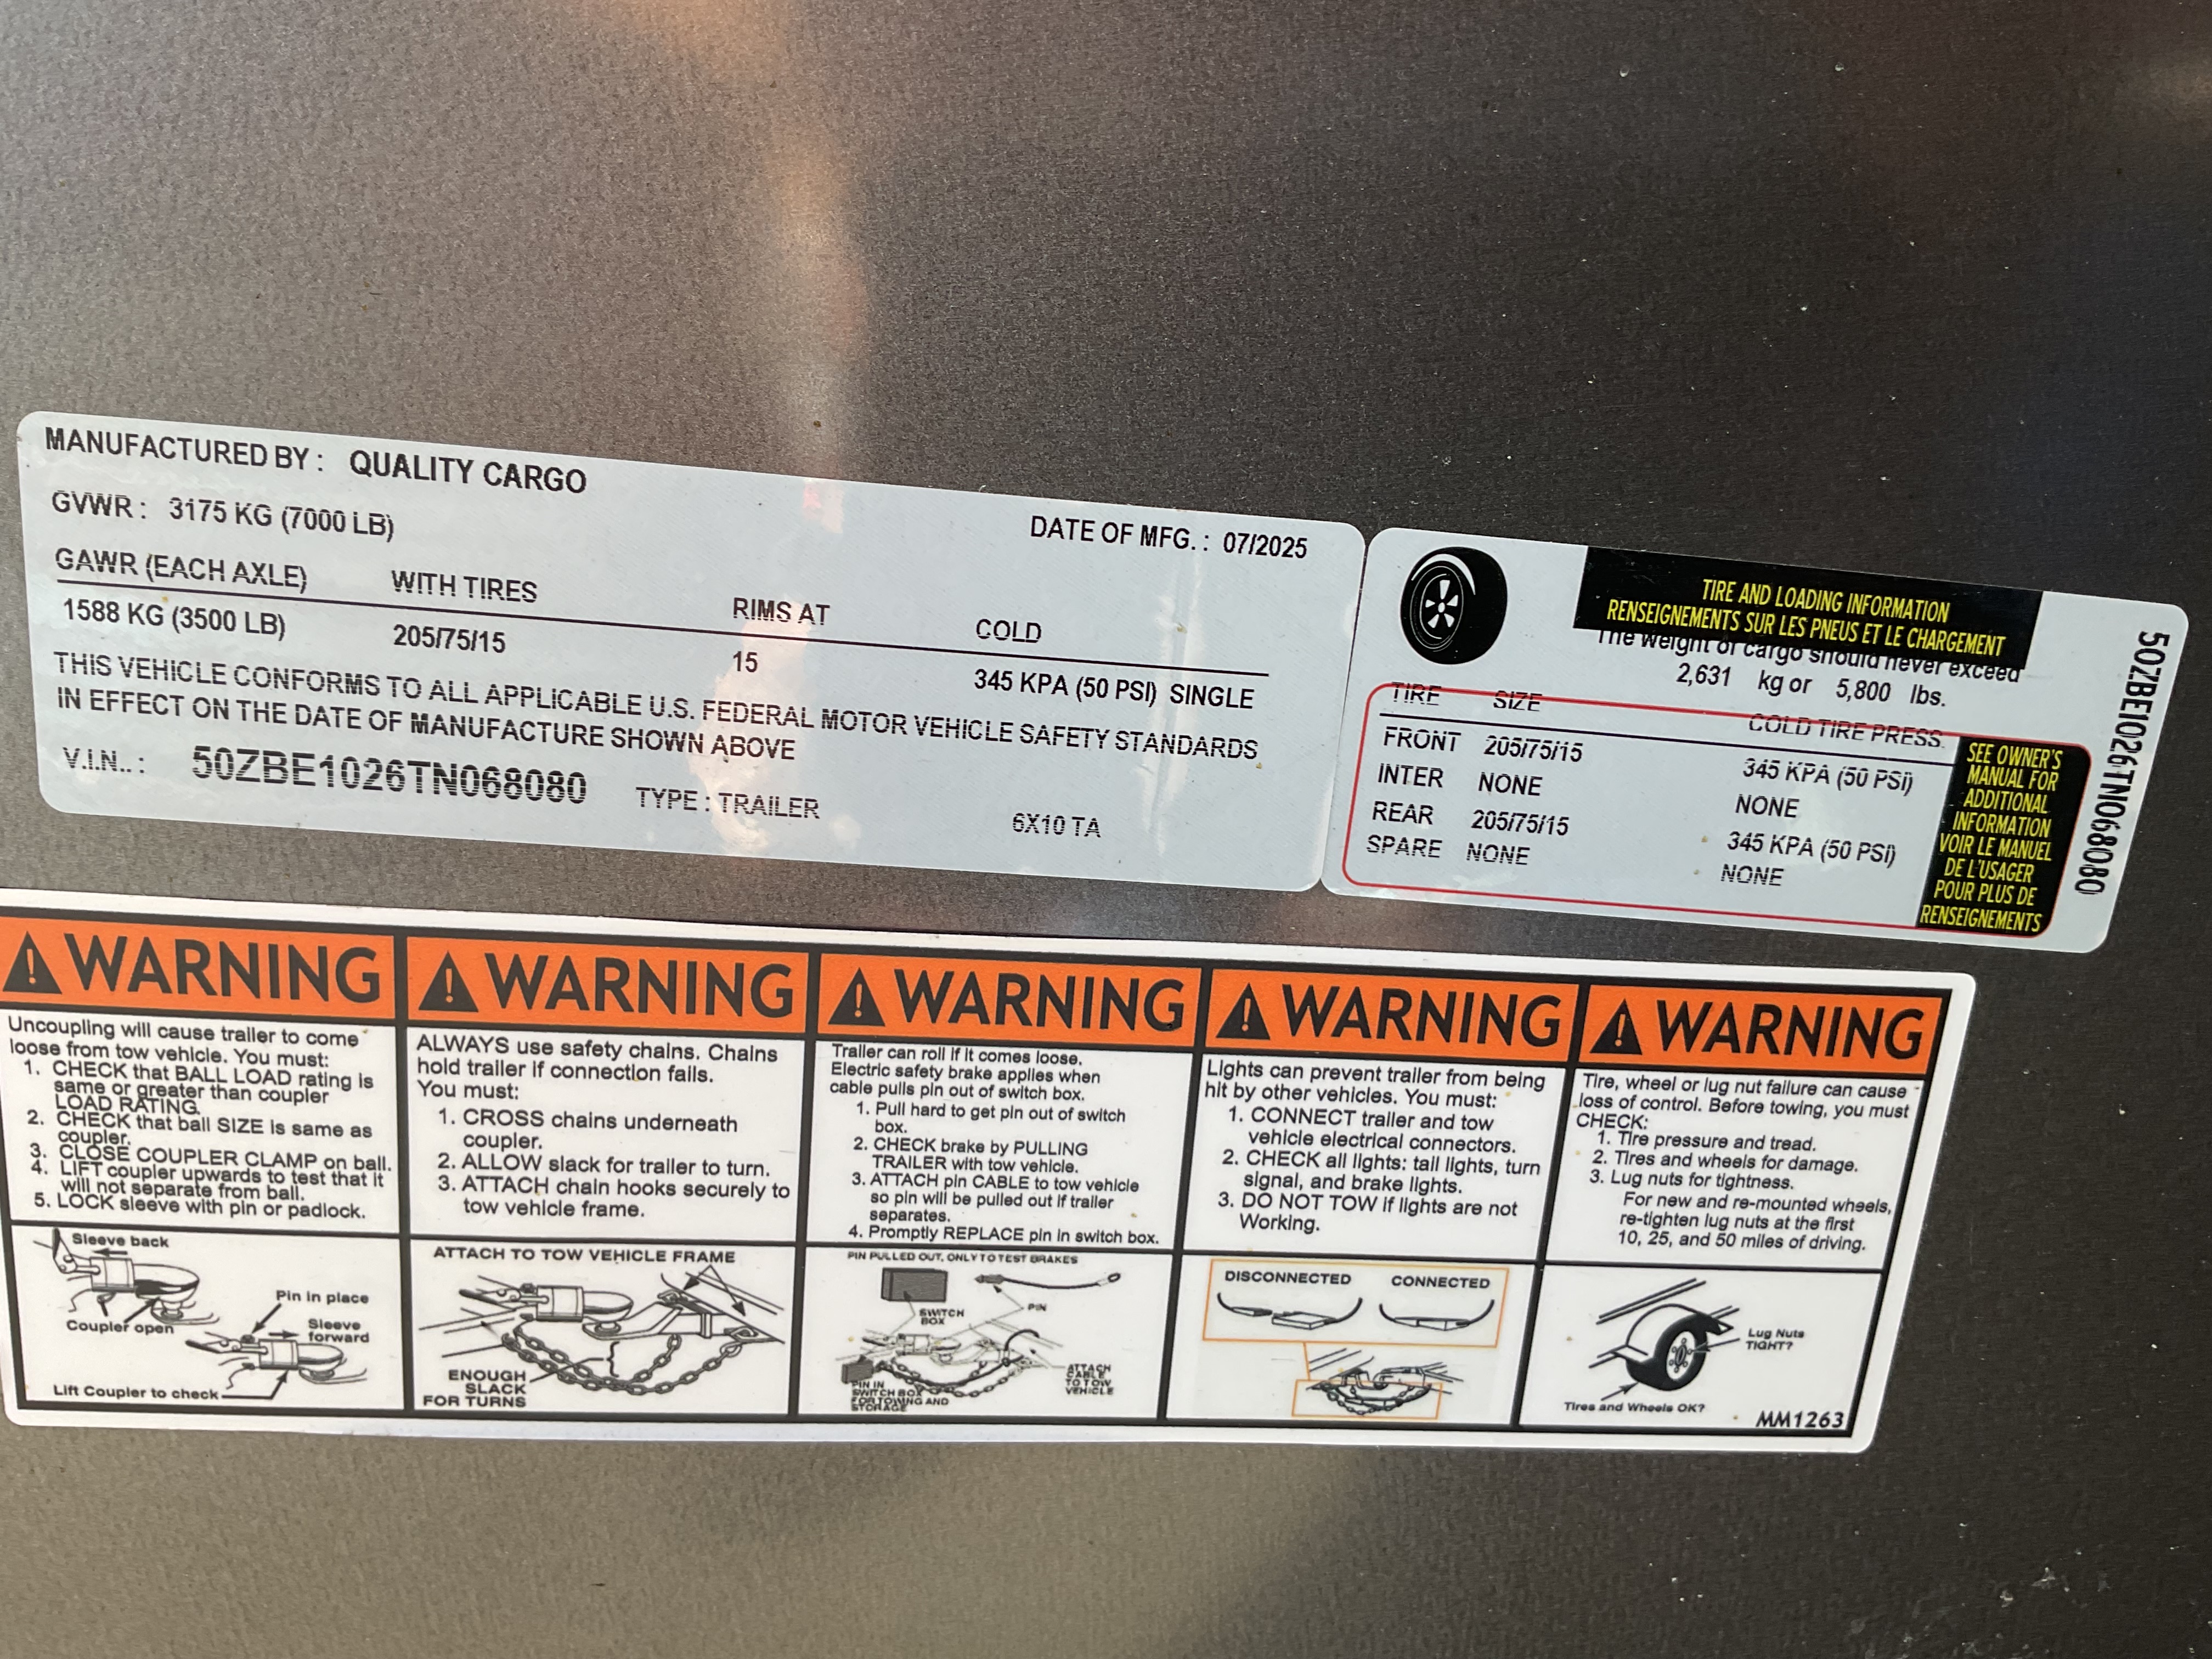 MANUFACTURED BY : QUALITY CARGO
GVWR : 3175 KG (7000 LB)
DATE OF MFG. : 07/2025
GAWR (EACH AXLE) WITH TIRES RIMS AT COLD
1588 KG (3500 LB) 205/75/15 15 345 KPA (50 PSI) SINGLE
THIS VEHICLE CONFORMS TO ALL APPLICABLE U.S. FEDERAL MOTOR VEHICLE SAFETY STANDARDS
IN EFFECT ON THE DATE OF MANUFACTURE SHOWN ABOVE
V.I.N.. : 50ZBE1026TN068080 TYPE : TRAILER 6X10 TA
TIRE AND LOADING INFORMATION
RENSEIGNEMENTS SUR LES PNEUS ET LE CHARGEMENT
The weight of cargo should never exceed
2,631 kg or 5,800 lbs.
TIRE SIZE COLD TIRE PRESS.
FRONT 205/75/15 345 KPA (50 PSI)
INTER NONE NONE
REAR 205/75/15 345 KPA (50 PSI)
SPARE NONE NONE
SEE OWNER'S
MANUAL FOR
ADDITIONAL
INFORMATION
VOIR LE MANUEL
DE L'USAGER
POUR PLUS DE
RENSEIGNEMENTS
50ZBE1026TN068080
WARNING
Uncoupling will cause trailer to come
loose from tow vehicle. You must:
1. CHECK that BALL LOAD rating is
same or greater than coupler
LOAD RATING.
2. CHECK that ball SIZE is same as
coupler.
3. CLOSE COUPLER CLAMP on ball.
4. LIFT coupler upwards to test that it
will not separate from ball.
5. LOCK sleeve with pin or padlock.
Sleeve back
Coupler open
Pin in place
Sleeve
forward
Lift Coupler to check
WARNING
ALWAYS use safety chains. Chains
hold trailer if connection fails.
You must:
1. CROSS chains underneath
coupler.
2. ALLOW slack for trailer to turn.
3. ATTACH chain hooks securely to
tow vehicle frame.
ATTACH TO TOW VEHICLE FRAME
ENOUGH
SLACK
FOR TURNS
WARNING
Trailer can roll if it comes loose.
Electric safety brake applies when
cable pulls pin out of switch box.
1. Pull hard to get pin out of switch
box.
2. CHECK brake by PULLING
TRAILER with tow vehicle.
3. ATTACH pin CABLE to tow vehicle
so pin will be pulled out if trailer
separates.
4. Promptly REPLACE pin in switch box.
PIN PULLED OUT, ONLY TO TEST BRAKES
SWITCH
BOX
PIN
ATTACH
CABLE
TO TOW
VEHICLE
PIN IN
SWITCH BOX
FOR TOWING AND
STORAGE
WARNING
Lights can prevent trailer from being
hit by other vehicles. You must:
1. CONNECT trailer and tow
vehicle electrical connectors.
2. CHECK all lights: tail lights, turn
signal, and brake lights.
3. DO NOT TOW if lights are not
Working.
DISCONNECTED CONNECTED
WARNING
Tire, wheel or lug nut failure can cause
loss of control. Before towing, you must
CHECK:
1. Tire pressure and tread.
2. Tires and wheels for damage.
3. Lug nuts for tightness.
For new and re-mounted wheels,
re-tighten lug nuts at the first
10, 25, and 50 miles of driving.
Lug Nuts
TIGHT?
Tires and Wheels OK?
MM1263